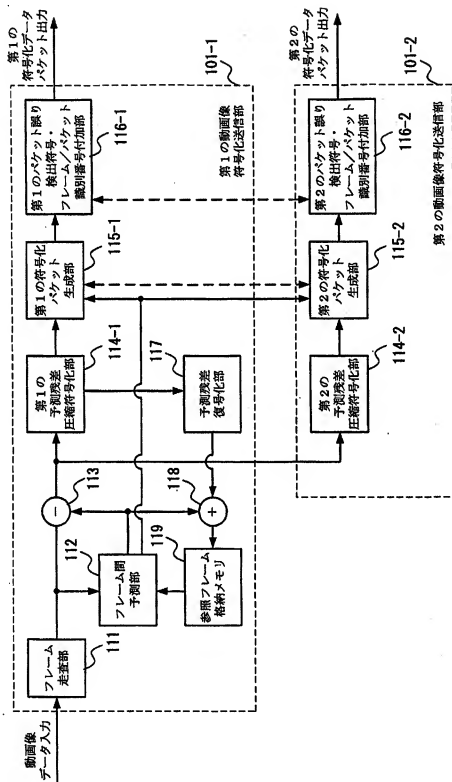 動画像
データ入力
フレーム
走査部
111
フレーム間
予測部
112
113
−
第1の
予測残差
圧縮符号化部
114-1
第1の符号化
パケット
生成部
115-1
第1のパケット誤り
検出符号・
フレーム/パケット
識別番号付加部
116-1
第1の
符号化データ
パケット出力
101-1
第1の動画像
符号化送信部
予測残差
復号化部
117
118
+
参照フレーム
格納メモリ
119
第2の
予測残差
圧縮符号化部
114-2
第2の符号化
パケット
生成部
115-2
第2のパケット誤り
検出符号・
フレーム/パケット
識別番号付加部
116-2
第2の
符号化データ
パケット出力
101-2
第2の動画像符号化送信部